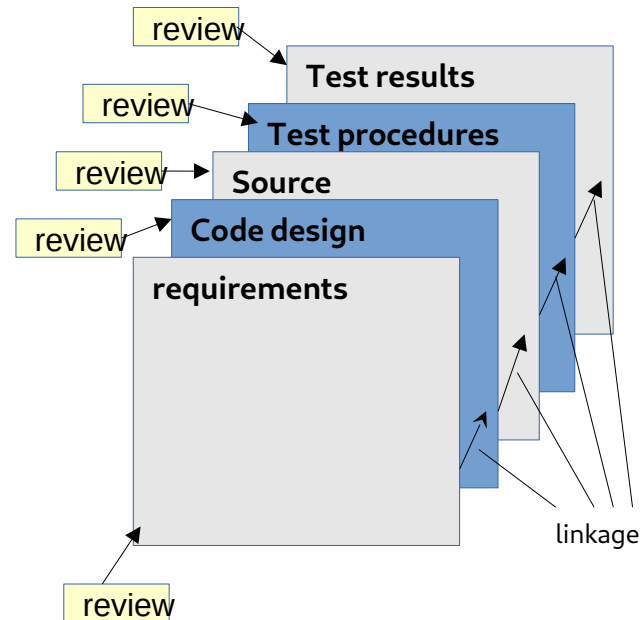 review
Test results
review
Test procedures
review
Source
review
Code design
requirements
linkage
review